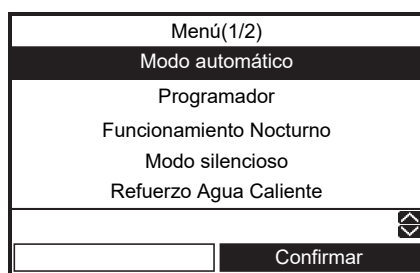 Menú(1/2)
Modo automático
Programador
Funcionamiento Nocturno
Modo silencioso
Refuerzo Agua Caliente
Confirmar